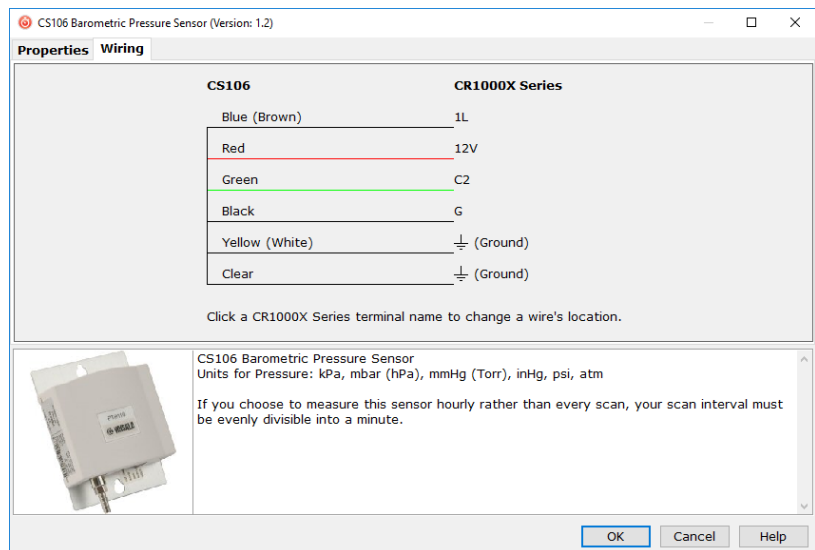 CS106 Barometric Pressure Sensor (Version: 1.2)
Properties Wiring
CS106 CR1000X Series
Blue (Brown) 1L
Red 12V
Green C2
Black G
Yellow (White) (Ground)
Clear (Ground)
Click a CR1000X Series terminal name to change a wire's location.
CS106 Barometric Pressure Sensor
Units for Pressure: kPa, mbar (hPa), mmHg (Torr), inHg, psi, atm
If you choose to measure this sensor hourly rather than every scan, your scan interval must
be evenly divisible into a minute.
OK Cancel Help